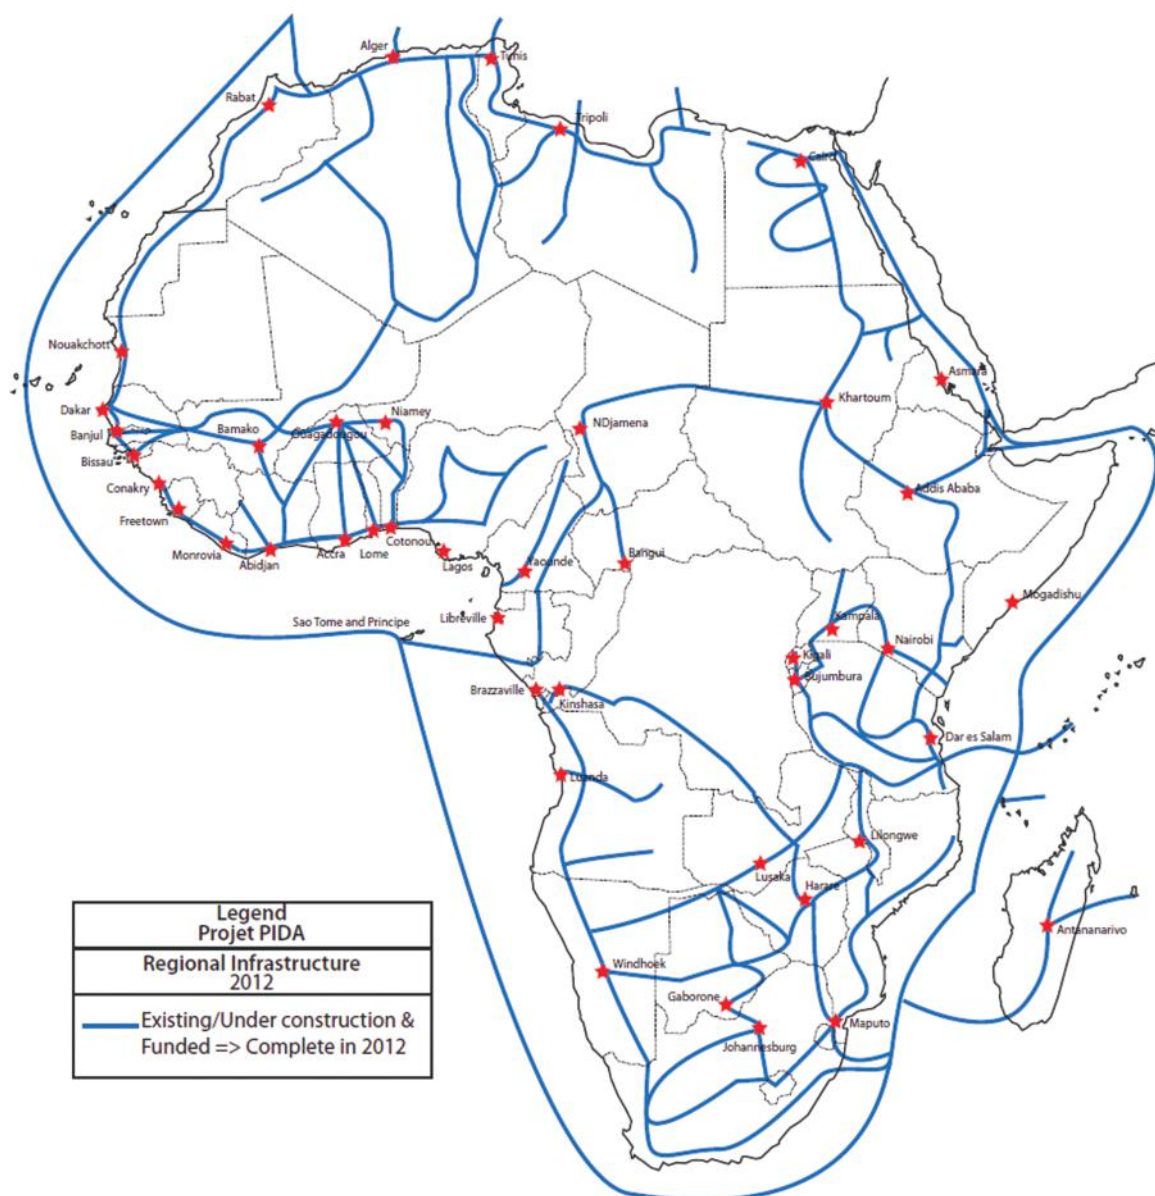 Alger
Tunis
Rabat
Tripoli
Cairo
Nouakchott
Asmara
Khartoum
Dakar
Niamey
NDjamena
Banjul
Bamako
Ouagadougou
Bissau
Conakry
Addis Ababa
Freetown
Monrovia
Abidjan
Accra
Lome
Cotonou
Lagos
Yaounde
Bangui
Mogadishu
Sao Tome and Principe
Libreville
Kampala
Nairobi
Kigali
Bujumbura
Brazzaville
Kinshasa
Dar es Salam
Luanda
Lilongwe
Lusaka
Harare
Antananarivo
Windhoek
Gaborone
Maputo
Johannesburg
Legend
Projet PIDA
Regional Infrastructure
2012
Existing/Under construction &
Funded => Complete in 2012